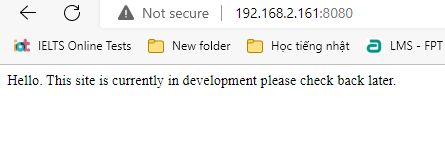 Not secure 192.168.2.161:8080
iot IELTS Online Tests New folder Học tiếng nhật LMS - FPT
Hello. This site is currently in development please check back later.